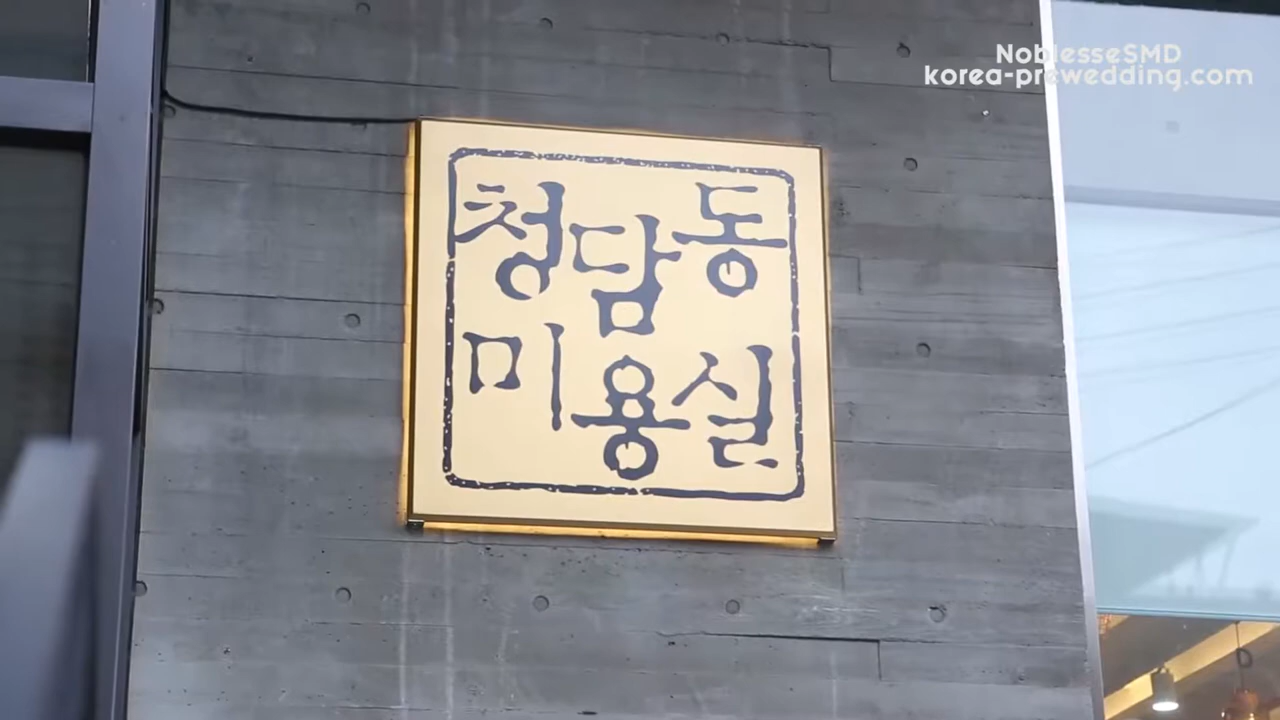 NoblesseSMD
korea-prewedding.com
청담동
미용실